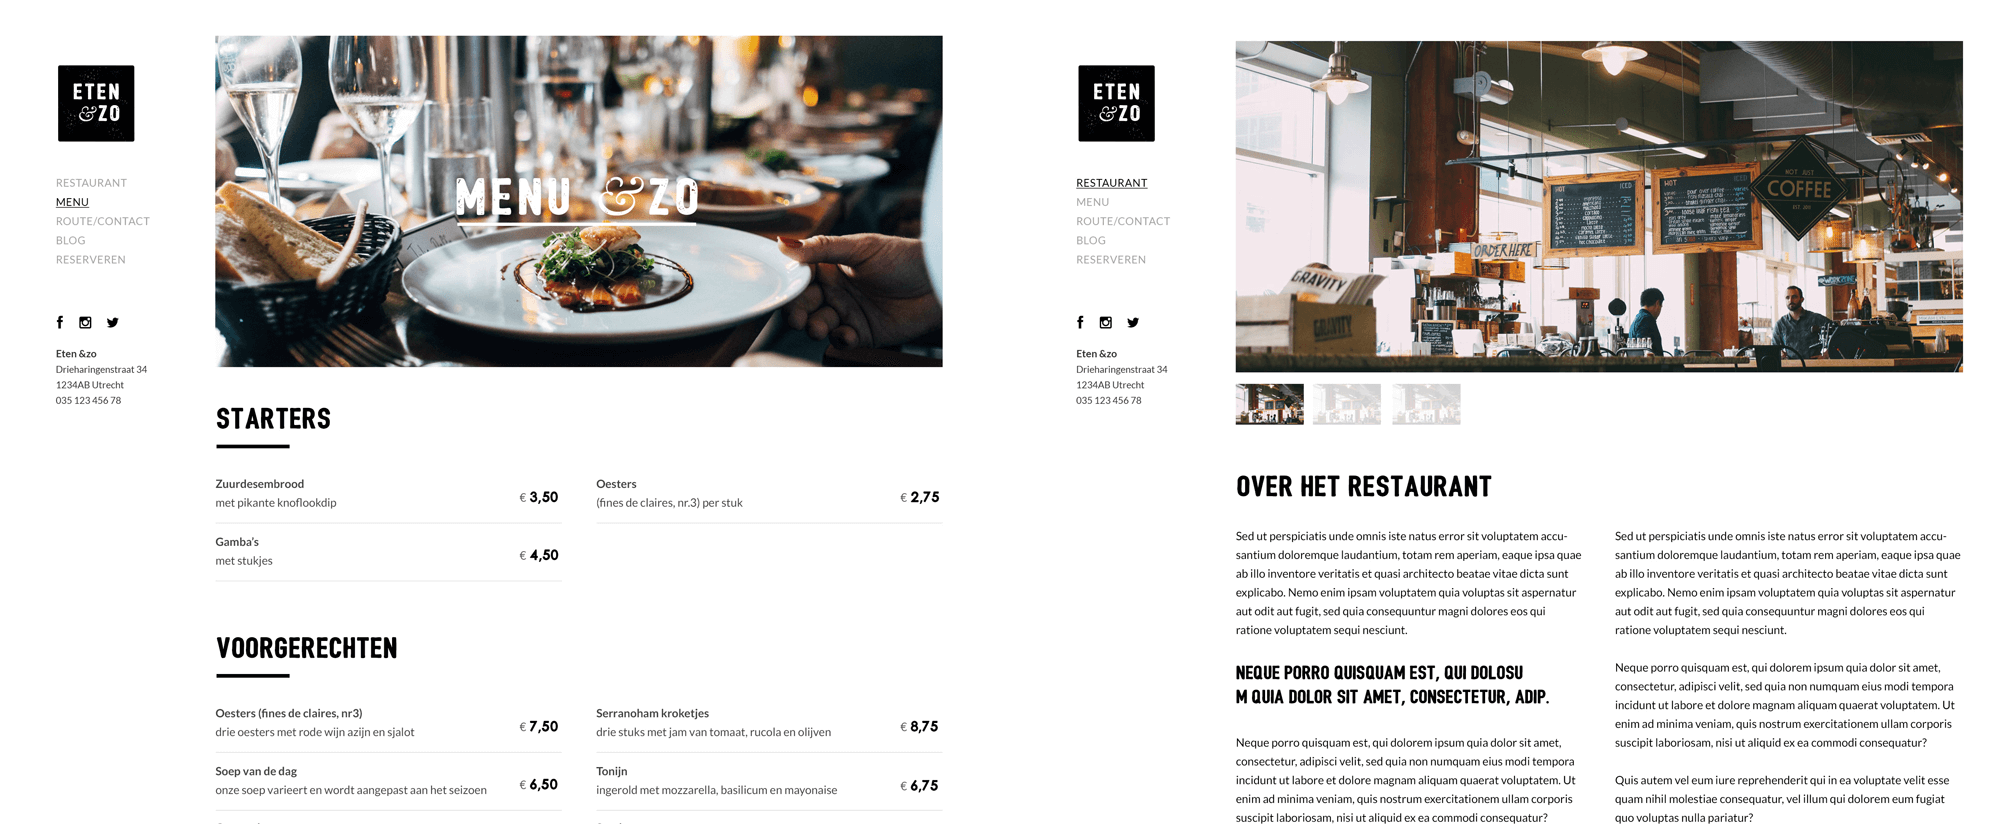 ETEN
&ZO
RESTAURANT
MENU
ROUTE/CONTACT
BLOG
RESERVEREN
Eten &zo
Drieharingenstraat 34
1234AB Utrecht
035 123 456 78
MENU &ZO
STARTERS
Zuurdesembrood
met pikante knoflookdip
€ 3,50
Oesters
(fines de claires, nr.3) per stuk
€ 2,75
Gamba's
met stukjes
€ 4,50
VOORGERECHTEN
Oesters (fines de claires, nr3)
drie oesters met rode wijn azijn en sjalot
€ 7,50
Serranoham kroketjes
drie stuks met jam van tomaat, rucola en olijven
€ 8,75
Soep van de dag
onze soep varieert en wordt aangepast aan het seizoen
€ 6,50
Tonijn
ingerold met mozzarella, basilicum en mayonaise
€ 6,75
ETEN
&ZO
RESTAURANT
MENU
ROUTE/CONTACT
BLOG
RESERVEREN
Eten &zo
Drieharingenstraat 34
1234AB Utrecht
035 123 456 78
HOT ICED
HOT ICED
NOT JUST
COFFEE
ORDER HERE
GRAVITY
GRAVITY
OVER HET RESTAURANT
Sed ut perspiciatis unde omnis iste natus error sit voluptatem accu-
santium doloremque laudantium, totam rem aperiam, eaque ipsa quae
ab illo inventore veritatis et quasi architecto beatae vitae dicta sunt
explicabo. Nemo enim ipsam voluptatem quia voluptas sit aspernatur
aut odit aut fugit, sed quia consequuntur magni dolores eos qui
ratione voluptatem sequi nesciunt.
NEQUE PORRO QUISQUAM EST, QUI DOLOSU
M QUIA DOLOR SIT AMET, CONSECTETUR, ADIP.
Neque porro quisquam est, qui dolorem ipsum quia dolor sit amet,
consectetur, adipisci velit, sed quia non numquam eius modi tempora
incidunt ut labore et dolore magnam aliquam quaerat voluptatem. Ut
enim ad minima veniam, quis nostrum exercitationem ullam corporis
suscipit laboriosam, nisi ut aliquid ex ea commodi consequatur?
Sed ut perspiciatis unde omnis iste natus error sit voluptatem accu-
santium doloremque laudantium, totam rem aperiam, eaque ipsa quae
ab illo inventore veritatis et quasi architecto beatae vitae dicta sunt
explicabo. Nemo enim ipsam voluptatem quia voluptas sit aspernatur
aut odit aut fugit, sed quia consequuntur magni dolores eos qui
ratione voluptatem sequi nesciunt.
Neque porro quisquam est, qui dolorem ipsum quia dolor sit amet,
consectetur, adipisci velit, sed quia non numquam eius modi tempora
incidunt ut labore et dolore magnam aliquam quaerat voluptatem. Ut
enim ad minima veniam, quis nostrum exercitationem ullam corporis
suscipit laboriosam, nisi ut aliquid ex ea commodi consequatur?
Quis autem vel eum iure reprehenderit qui in ea voluptate velit esse
quam nihil molestiae consequatur, vel illum qui dolorem eum fugiat
quo voluptas nulla pariatur?